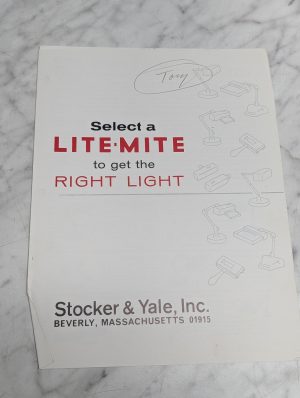 Tony
Select a
LITE-MITE
to get the
RIGHT LIGHT
Stocker & Yale, Inc.
BEVERLY, MASSACHUSETTS 01915